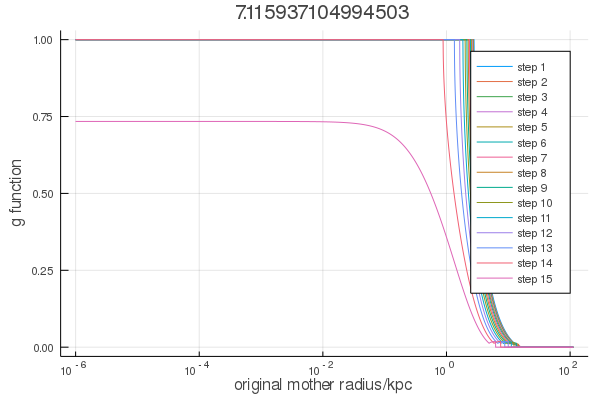 7.115937104994503
g function
1.00
0.75
0.50
0.25
0.00
step 1
step 2
step 3
step 4
step 5
step 6
step 7
step 8
step 9
step 10
step 11
step 12
step 13
step 14
step 15
10⁻⁶ 10⁻⁴ 10⁻² 10⁰ 10²
original mother radius/kpc